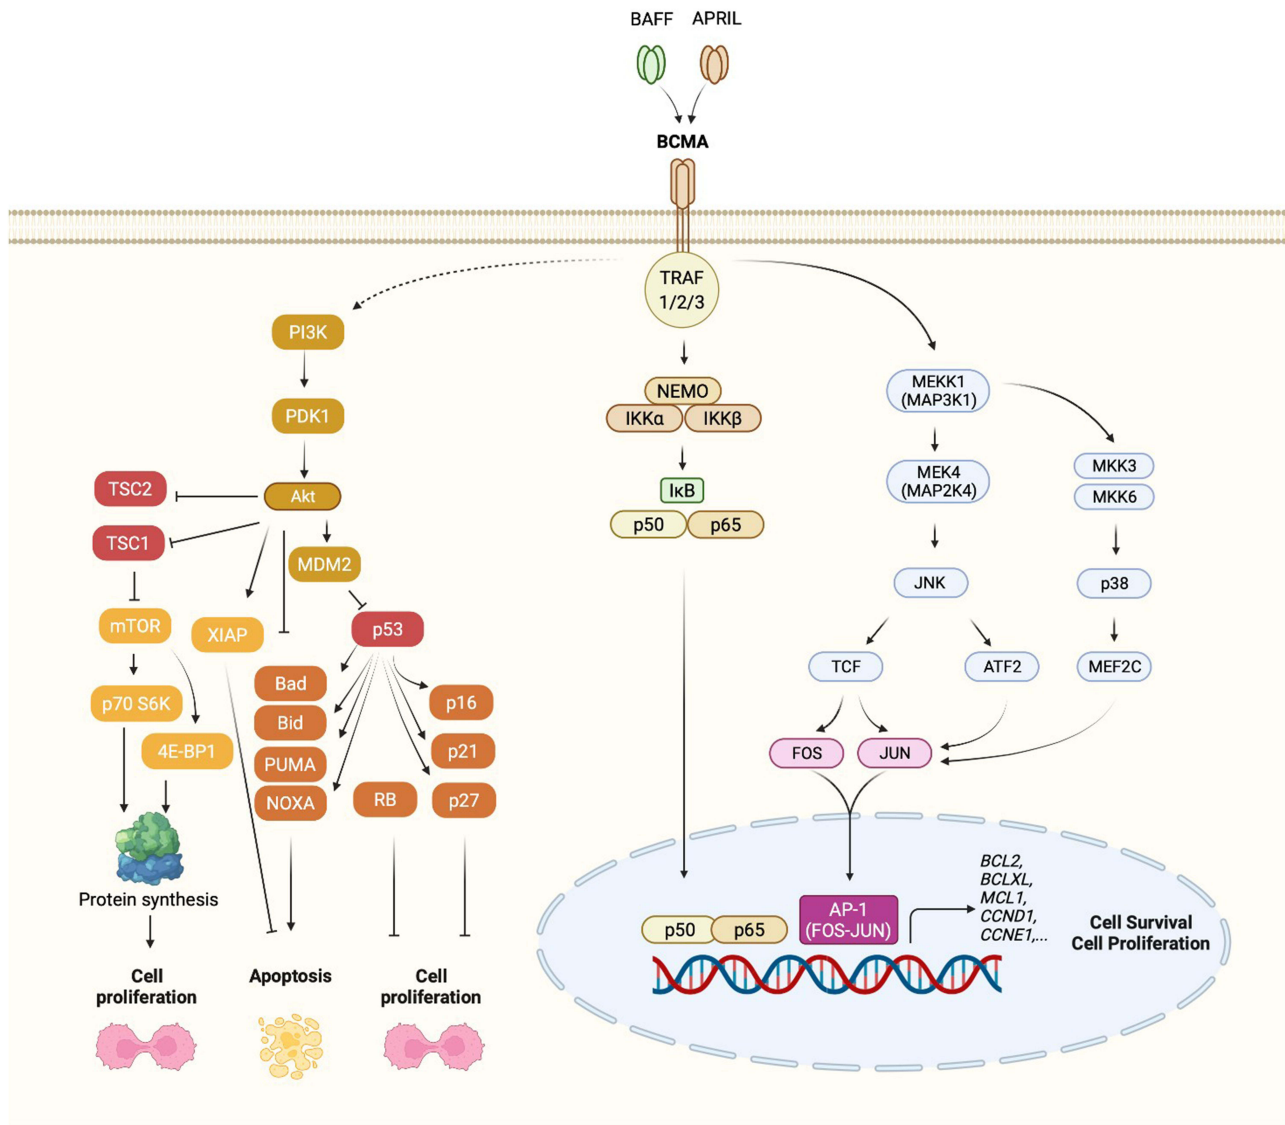 BAFF
APRIL
BCMA
TRAF
1/2/3
PI3K
PDK1
Akt
TSC2
TSC1
MDM2
mTOR
XIAP
p53
p70 S6K
4E-BP1
Bad
Bid
PUMA
NOXA
RB
p16
p21
p27
Protein synthesis
Cell
proliferation
Apoptosis
Cell
proliferation
NEMO
IKKα
IKKβ
IκB
p50
p65
MEKK1
(MAP3K1)
MEK4
(MAP2K4)
MKK3
MKK6
JNK
p38
TCF
ATF2
MEF2C
FOS
JUN
p50
p65
AP-1
(FOS-JUN)
BCL2,
BCLXL,
MCL1,
CCND1,
CCNE1,...
Cell Survival
Cell Proliferation